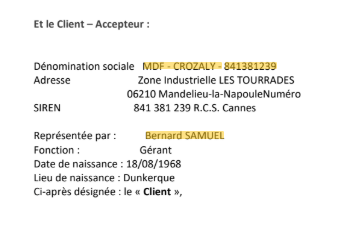 Et le Client – Accepteur :
Dénomination sociale MDF - CROZALY - 841381239
Adresse Zone Industrielle LES TOURRADES
06210 Mandelieu-la-NapouleNuméro
SIREN 841 381 239 R.C.S. Cannes
Représentée par : Bernard SAMUEL
Fonction : Gérant
Date de naissance : 18/08/1968
Lieu de naissance : Dunkerque
Ci-après désignée : le « Client »,